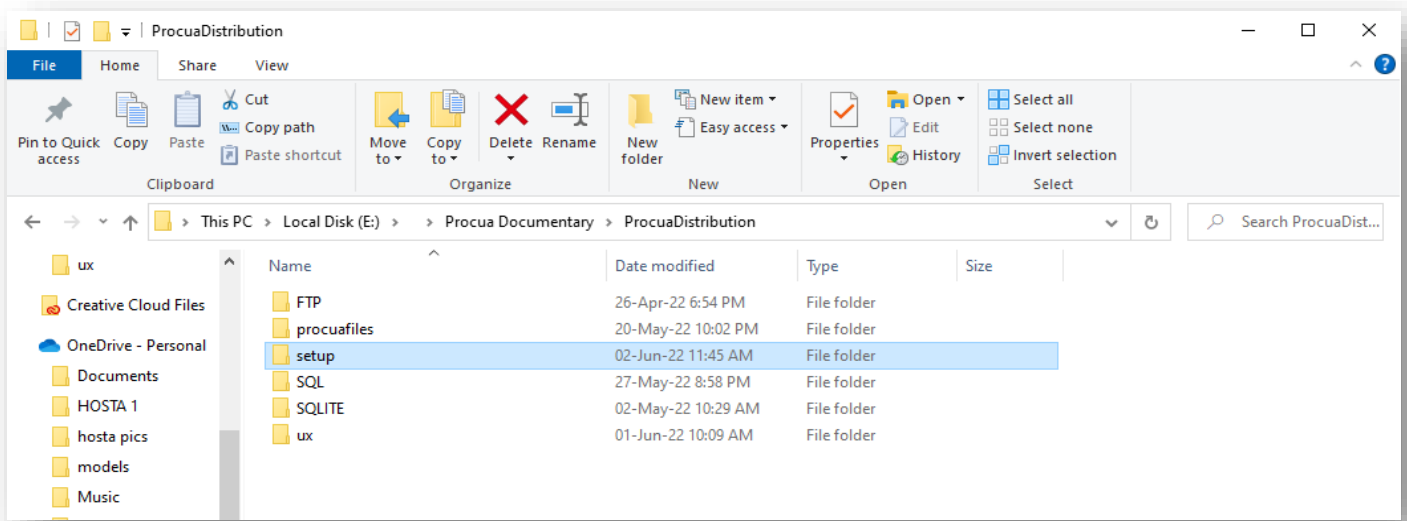 ProcuaDistribution
File Home Share View
Pin to Quick access
Copy
Paste
Cut
Copy path
Paste shortcut
Clipboard
Move to
Copy to
Delete
Rename
Organize
New folder
New item
Easy access
New
Properties
Open
Edit
History
Open
Select all
Select none
Invert selection
Select
This PC > Local Disk (E:) > > Procua Documentary > ProcuaDistribution
Search ProcuaDist...
ux
Creative Cloud Files
OneDrive - Personal
Documents
HOSTA 1
hosta pics
models
Music
Name Date modified Type Size
FTP 26-Apr-22 6:54 PM File folder
procuafiles 20-May-22 10:02 PM File folder
setup 02-Jun-22 11:45 AM File folder
SQL 27-May-22 8:58 PM File folder
SQLITE 02-May-22 10:29 AM File folder
ux 01-Jun-22 10:09 AM File folder